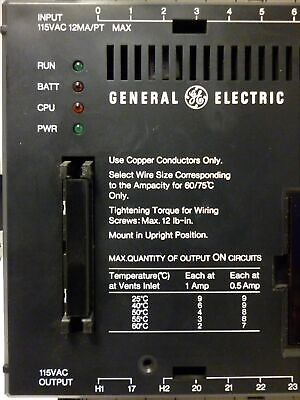 INPUT 0 1 2 3 4 5 6
115VAC 12MA/PT MAX
RUN
BATT
CPU
PWR
GENERAL GE ELECTRIC
Use Copper Conductors Only.
Select Wire Size Corresponding
to the Ampacity for 60/75°C
Only.
Tightening Torque for Wiring
Screws: Max. 12 lb-in.
Mount in Upright Position.
MAX.QUANTITY OF OUTPUT ON CIRCUITS
Temperature(°C) Each at Each at
at Vents Inlet 1 Amp 0.5 Amp
25°C 9 9
40°C 6 9
50°C 4 8
55°C 3 8
60°C 2 7
115VAC
OUTPUT H1 17 H2 20 21 22 23